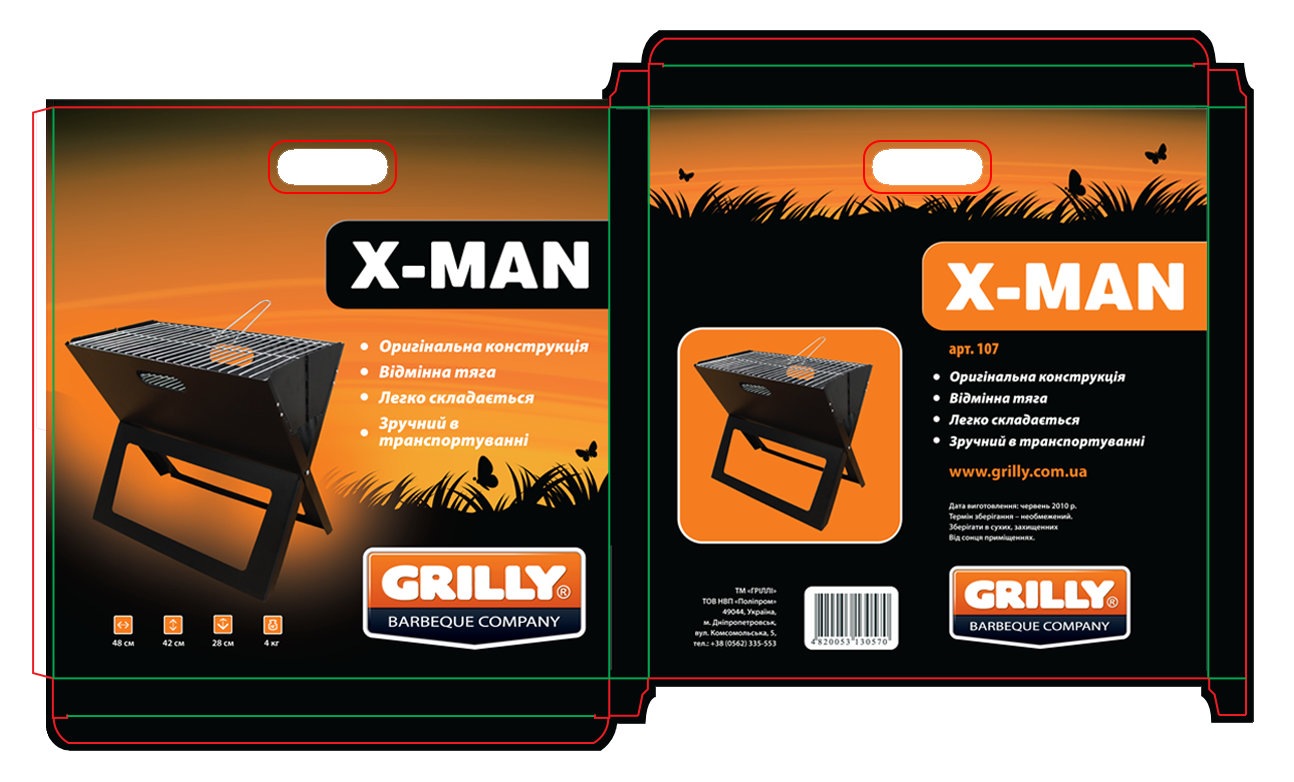 X-MAN
Оригінальна конструкція
Відмінна тяга
Легко складається
Зручний в
транспортуванні
GRILLY®
BARBEQUE COMPANY
48 см
42 см
28 см
4 кг
X-MAN
арт. 107
Оригінальна конструкція
Відмінна тяга
Легко складається
Зручний в транспортуванні
www.grilly.com.ua
Дата виготовлення: червень 2010 р.
Термін зберігання – необмежений.
Зберігати в сухих, захищенних
Від сонця приміщеннях.
ТМ «ГРІЛЛІ»
ТОВ НВП «Поліпром»
49044, Україна,
м. Дніпропетровськ,
вул. Комсомольська, 5,
тел.: +38 (0562) 335-553
4820053130570
GRILLY®
BARBEQUE COMPANY